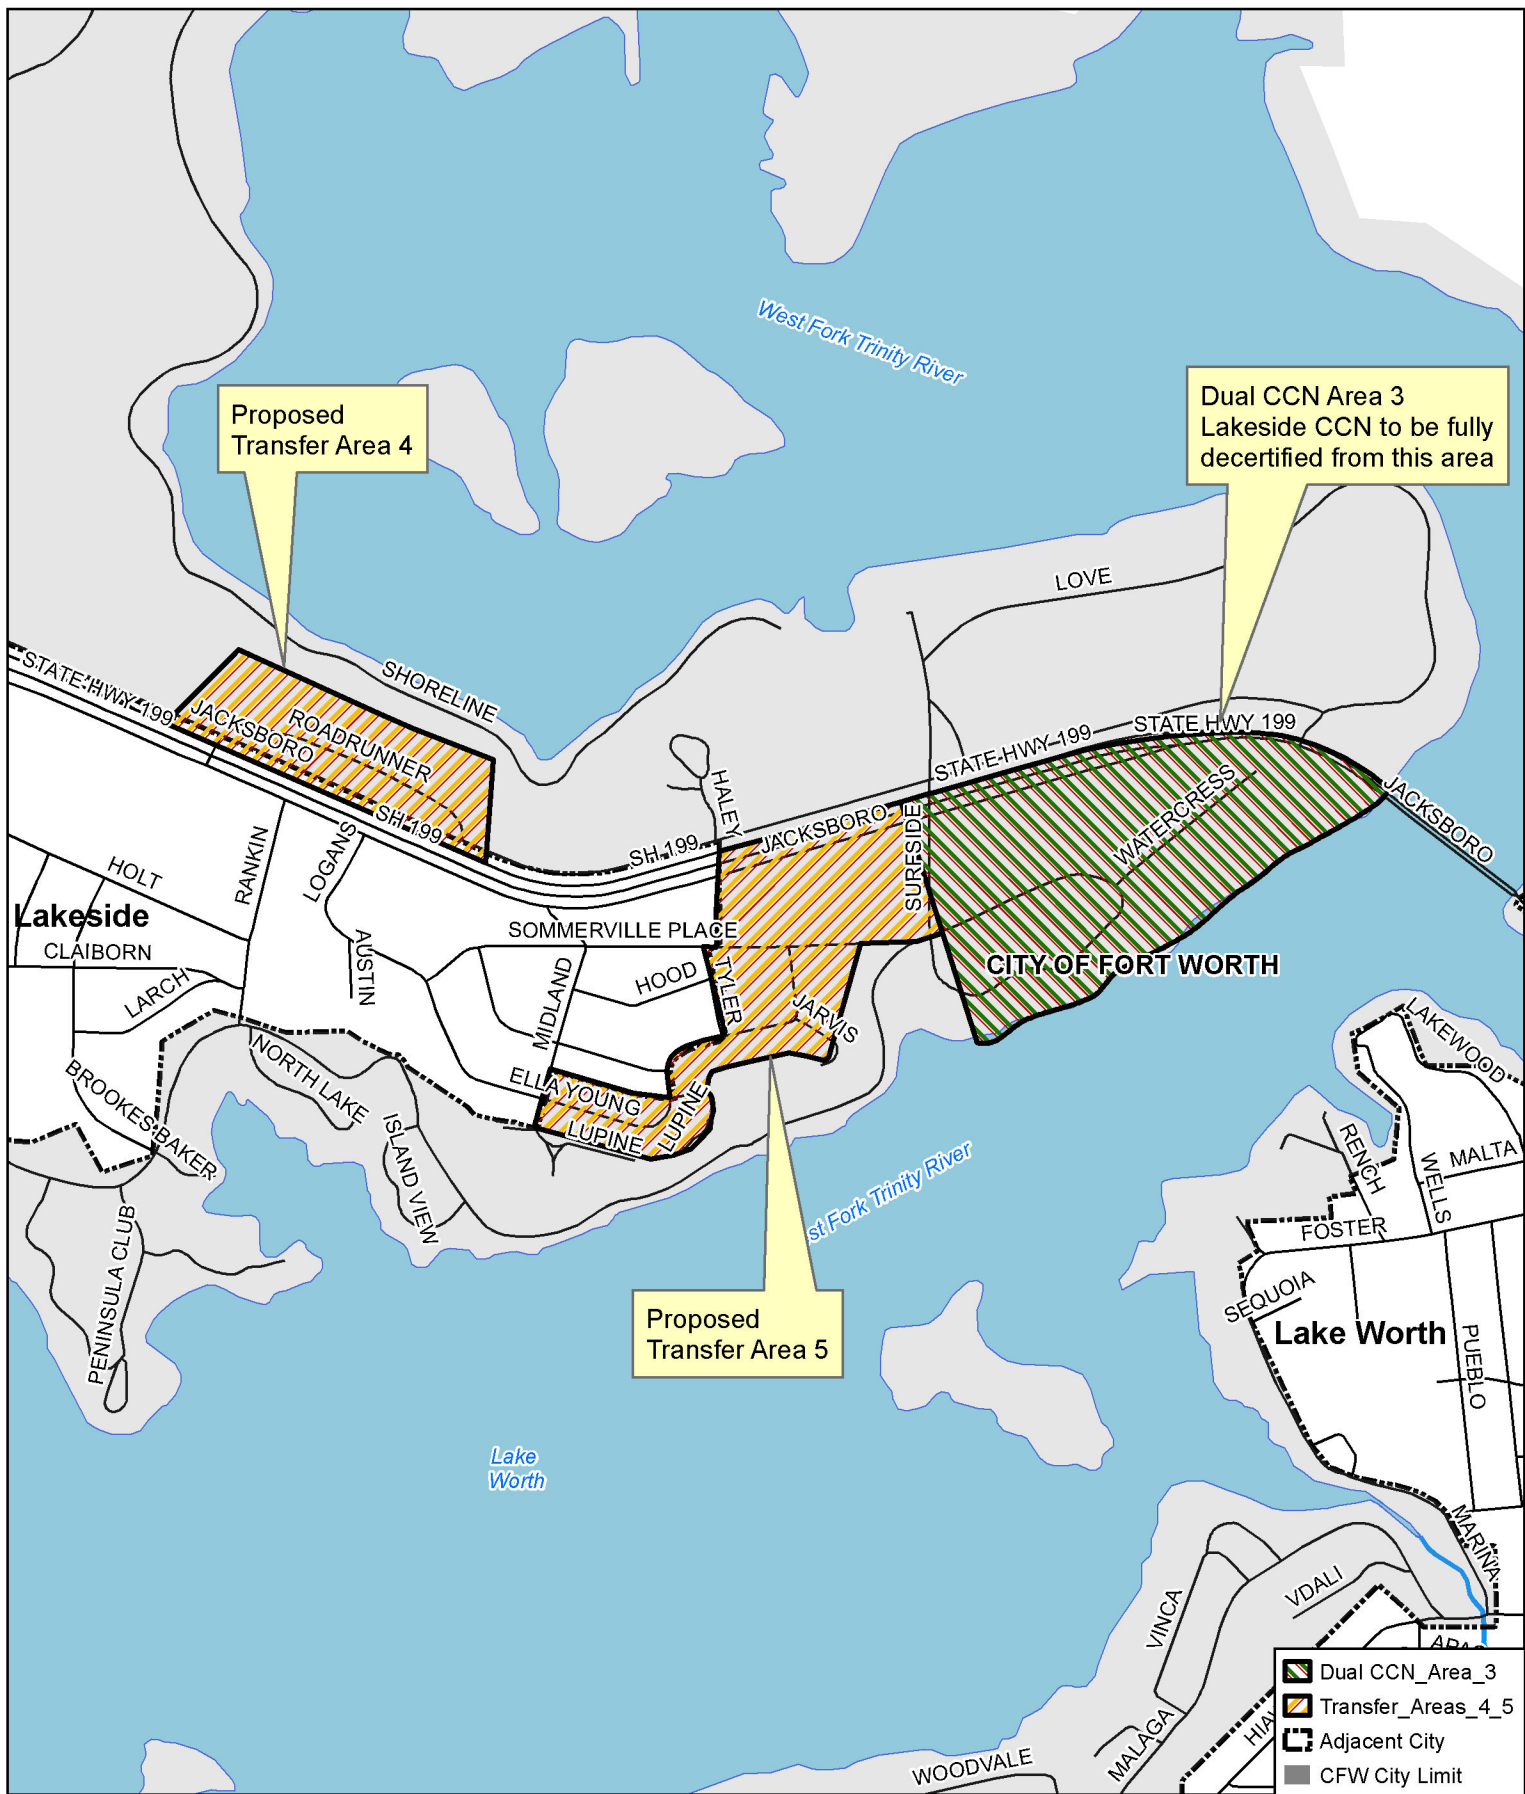 West Fork Trinity River
Proposed
Transfer Area 4
Dual CCN Area 3
Lakeside CCN to be fully
decertified from this area
LOVE
SHORELINE
STATE HWY 199
JACKSBORO
ROADRUNNER
SH 199
HALEY
SH 199
JACKSBORO
STATE HWY 199
STATE HWY 199
SURFSIDE
WATERCRESS
JACKSBORO
HOLT
RANKIN
LOGANS
Lakeside
CLAIBORN
LARCH
AUSTIN
SOMMERVILLE PLACE
MIDLAND
HOOD
TYLER
JARVIS
CITY OF FORT WORTH
BROOKES BAKER
NORTH LAKE
ISLAND VIEW
ELLA YOUNG
LUPINE
LUPINE
PENINSULA CLUB
st Fork Trinity River
Proposed
Transfer Area 5
LAKEWOOD
RENCH
WELLS
MALTA
FOSTER
SEQUOIA
Lake Worth
PUEBLO
Lake
Worth
MARINA
VINCA
VDALI
MALAGA
WOODVALE
Dual CCN_Area_3
Transfer_Areas_4_5
Adjacent City
CFW City Limit